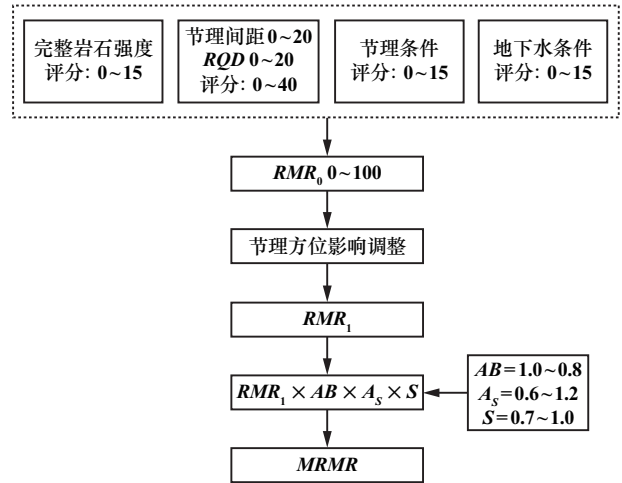 完整岩石强度
评分: 0~15
节理间距 0~20
RQD 0~20
评分: 0~40
节理条件
评分: 0~15
地下水条件
评分: 0~15
RMR₀ 0~100
节理方位影响调整
RMR₁
RMR₁ × AB × A_S × S
AB=1.0~0.8
A_S=0.6~1.2
S=0.7~1.0
MRMR